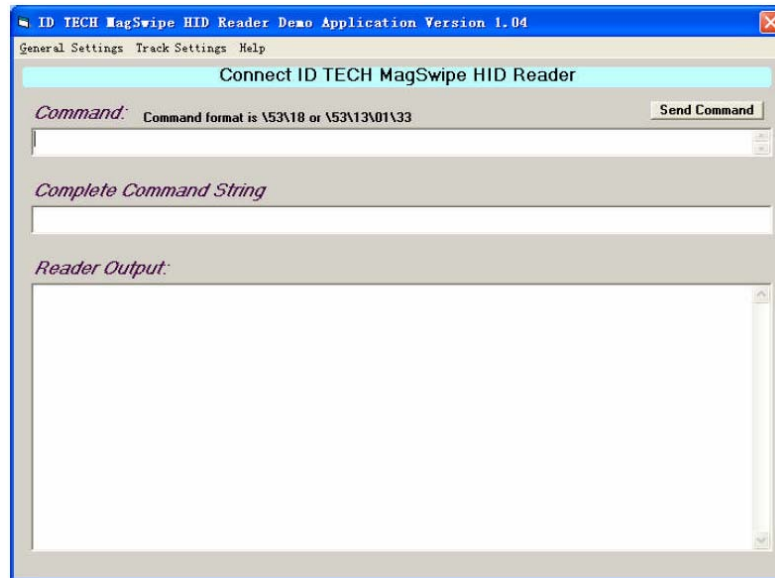 ID TECH MagSwipe HID Reader Demo Application Version 1.04
General Settings Track Settings Help
Connect ID TECH MagSwipe HID Reader
Command: Command format is \53\18 or \53\13\01\33
Send Command
Complete Command String
Reader Output: